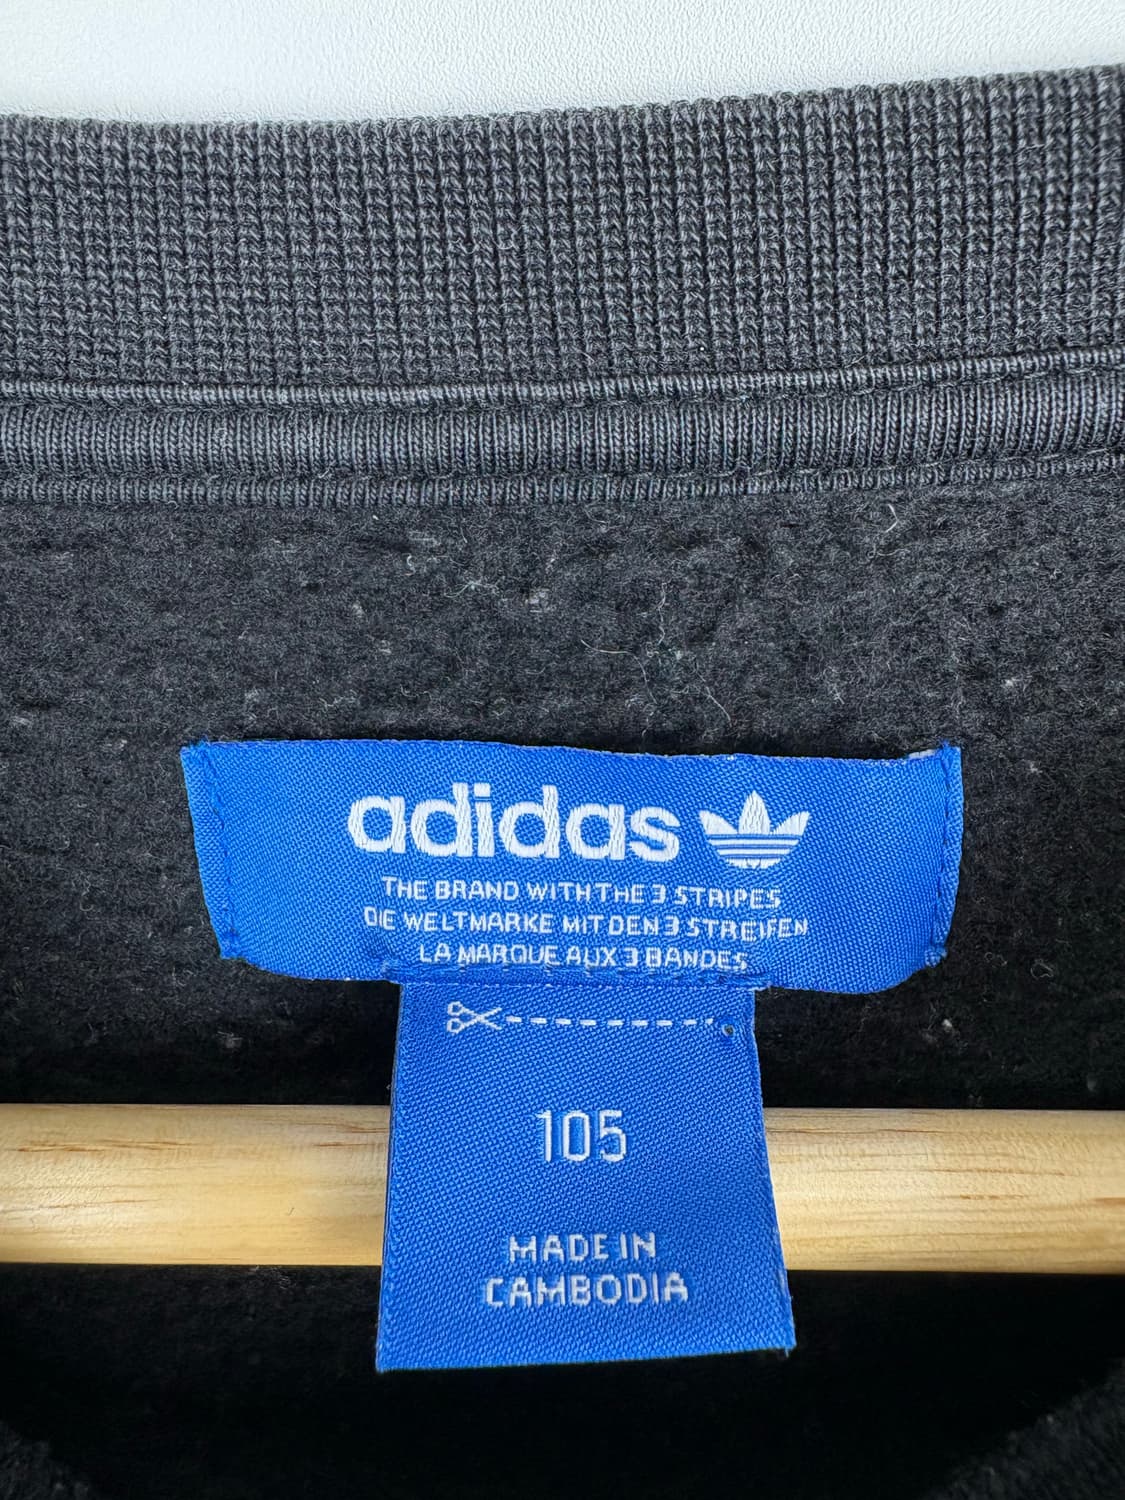 adidas
THE BRAND WITH THE 3 STRIPES
DIE WELTMARKE MIT DEN 3 STREIFEN
LA MARQUE AUX 3 BANDES
105
MADE IN
CAMBODIA